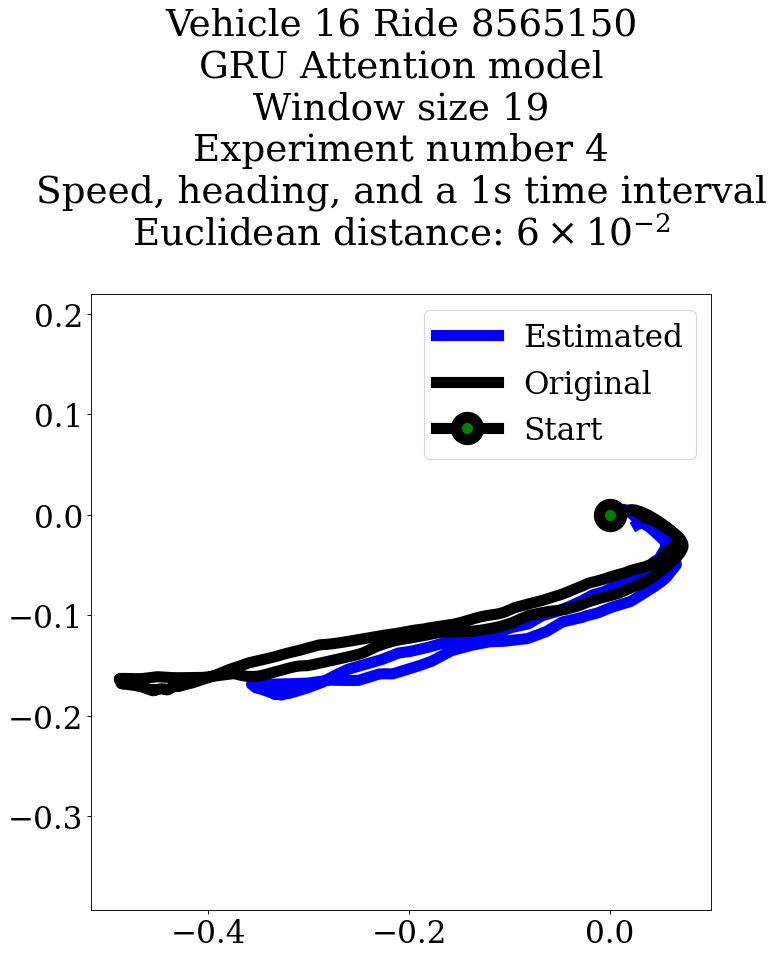 Vehicle 16 Ride 8565150
GRU Attention model
Window size 19
Experiment number 4
Speed, heading, and a 1s time interval
Euclidean distance: 6 × 10⁻²
Estimated
Original
Start
0.2
0.1
0.0
−0.1
−0.2
−0.3
−0.4
−0.2
0.0